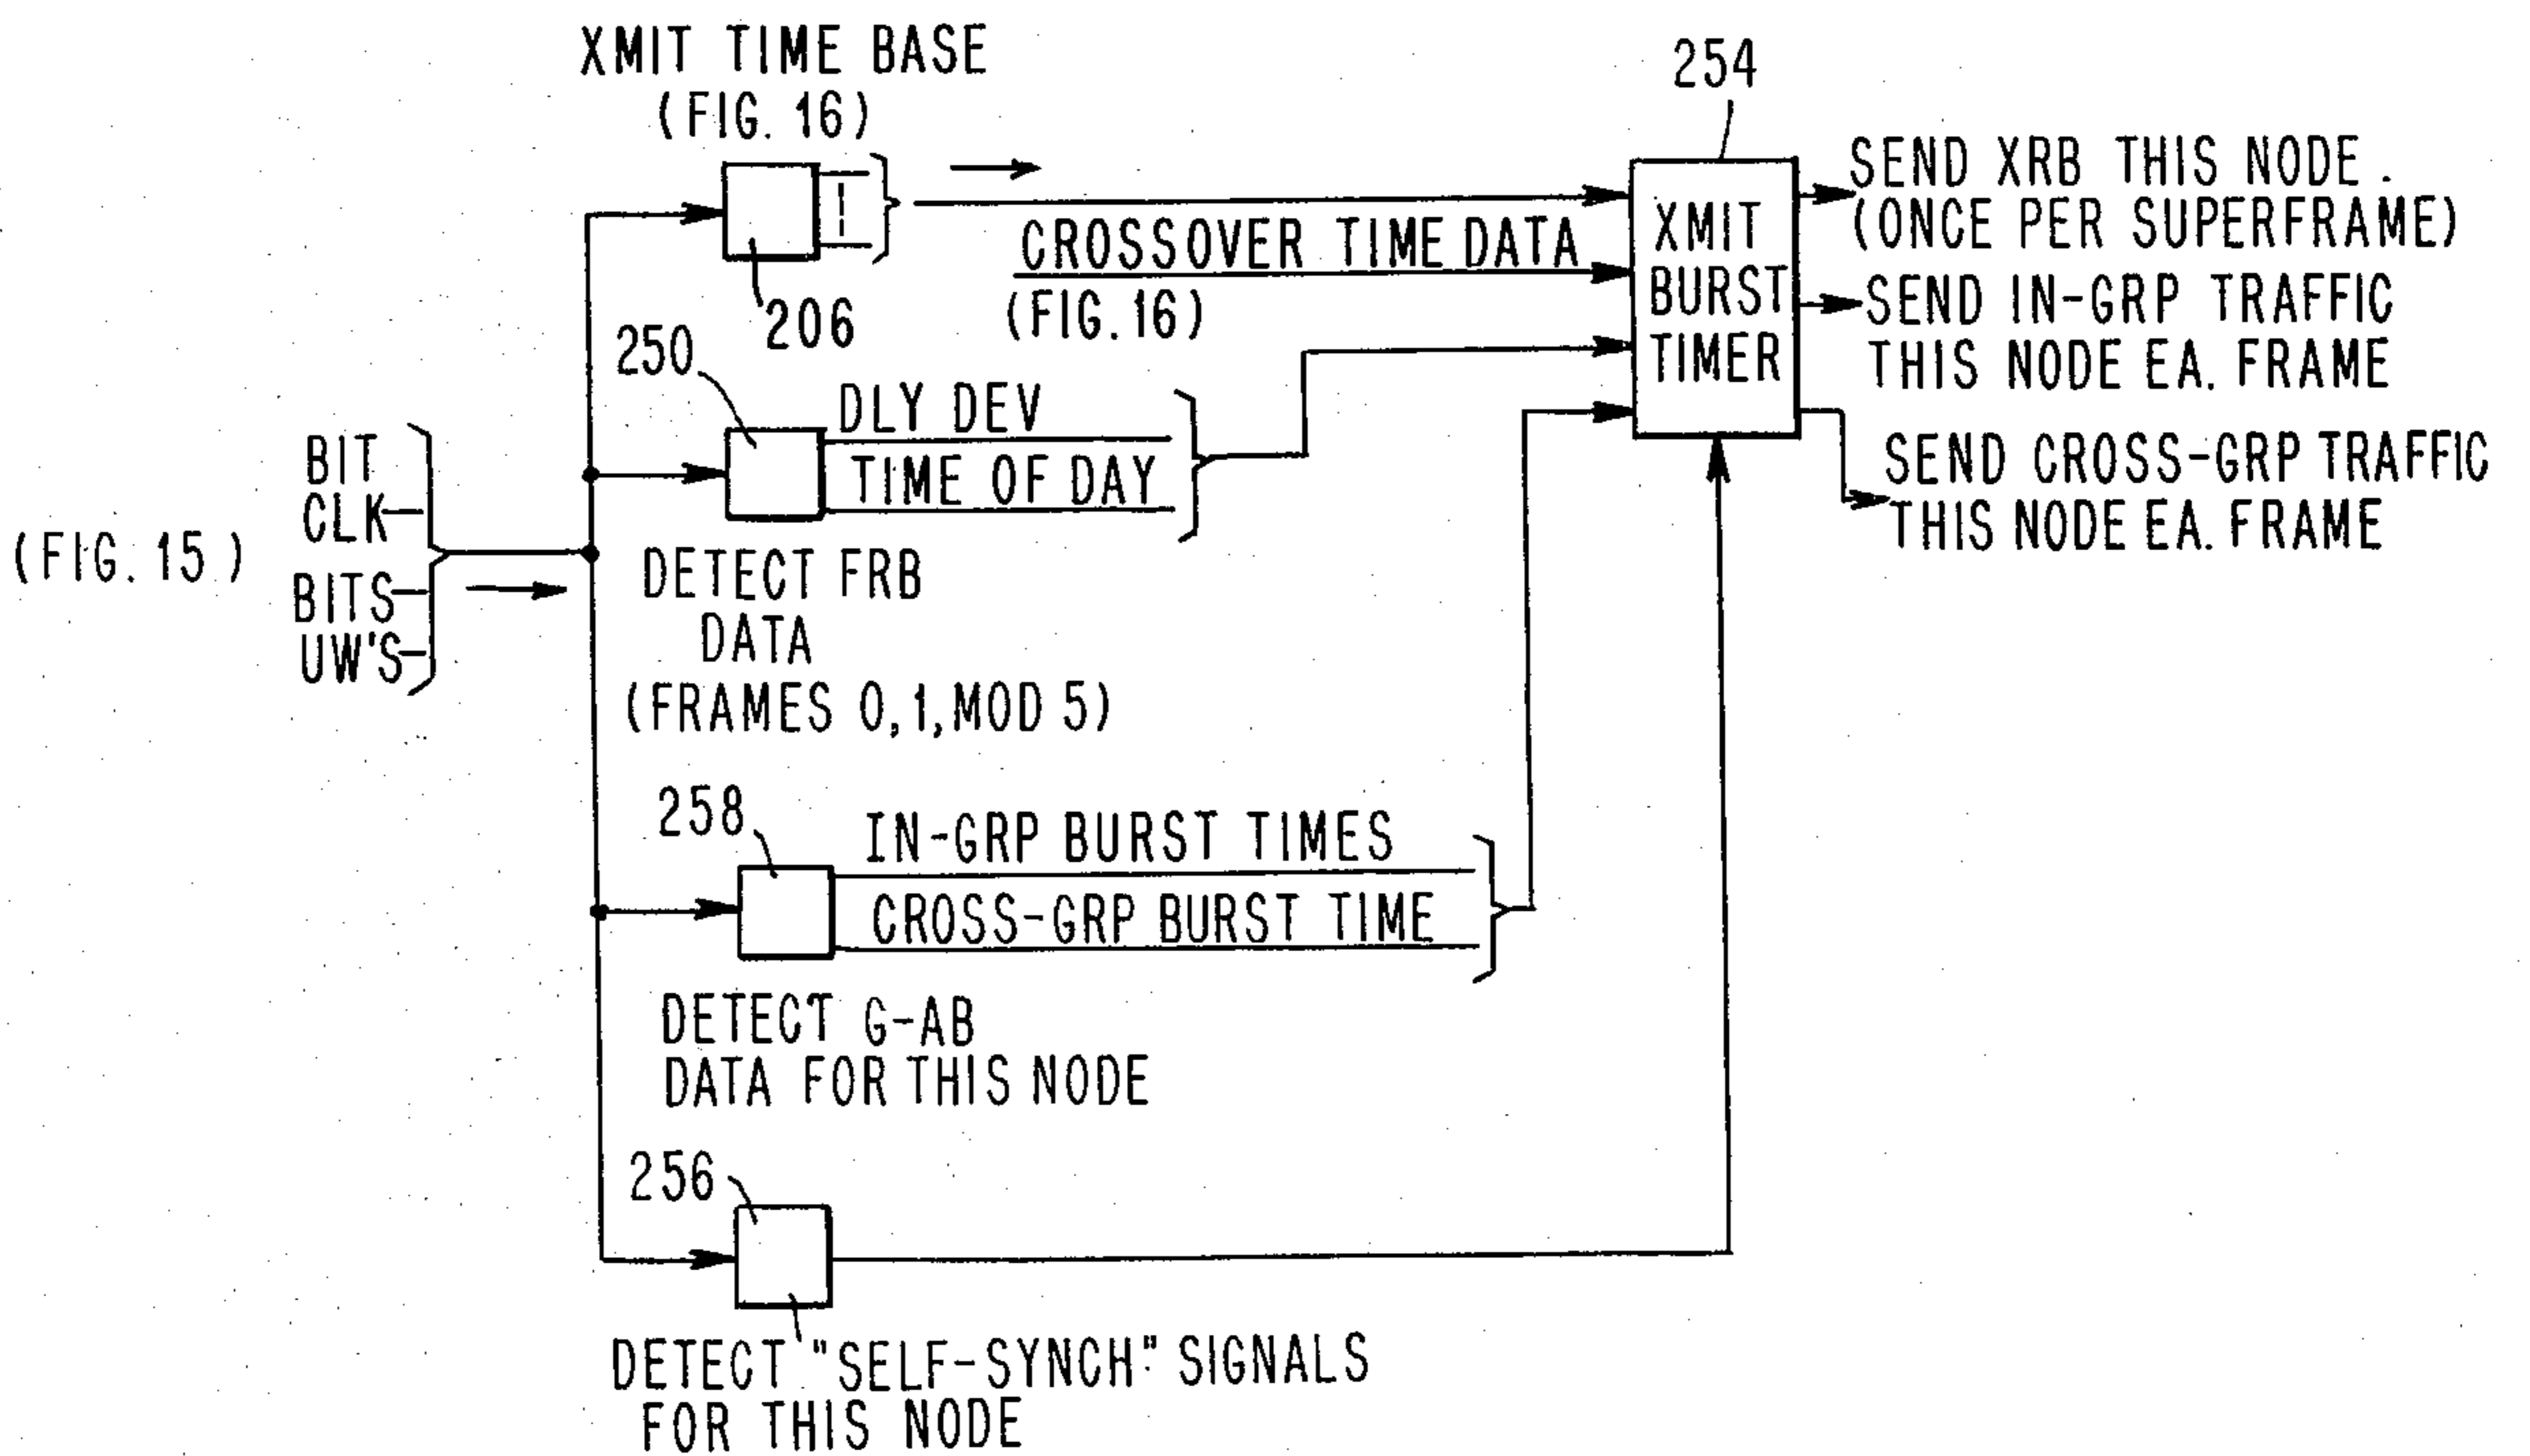 XMIT TIME BASE
(FIG. 16)
206
254
XMIT
BURST
TIMER
SEND XRB THIS NODE.
(ONCE PER SUPERFRAME)
SEND IN-GRP TRAFFIC
THIS NODE EA. FRAME
SEND CROSS-GRP TRAFFIC
THIS NODE EA. FRAME
CROSSOVER TIME DATA
(FIG. 16)
250
DLY DEV
TIME OF DAY
DETECT FRB
DATA
(FRAMES 0, 1, MOD 5)
(FIG. 15)
BIT
CLK
BITS
UW'S
258
IN-GRP BURST TIMES
CROSS-GRP BURST TIME
DETECT G-AB
DATA FOR THIS NODE
256
DETECT "SELF-SYNCH" SIGNALS
FOR THIS NODE